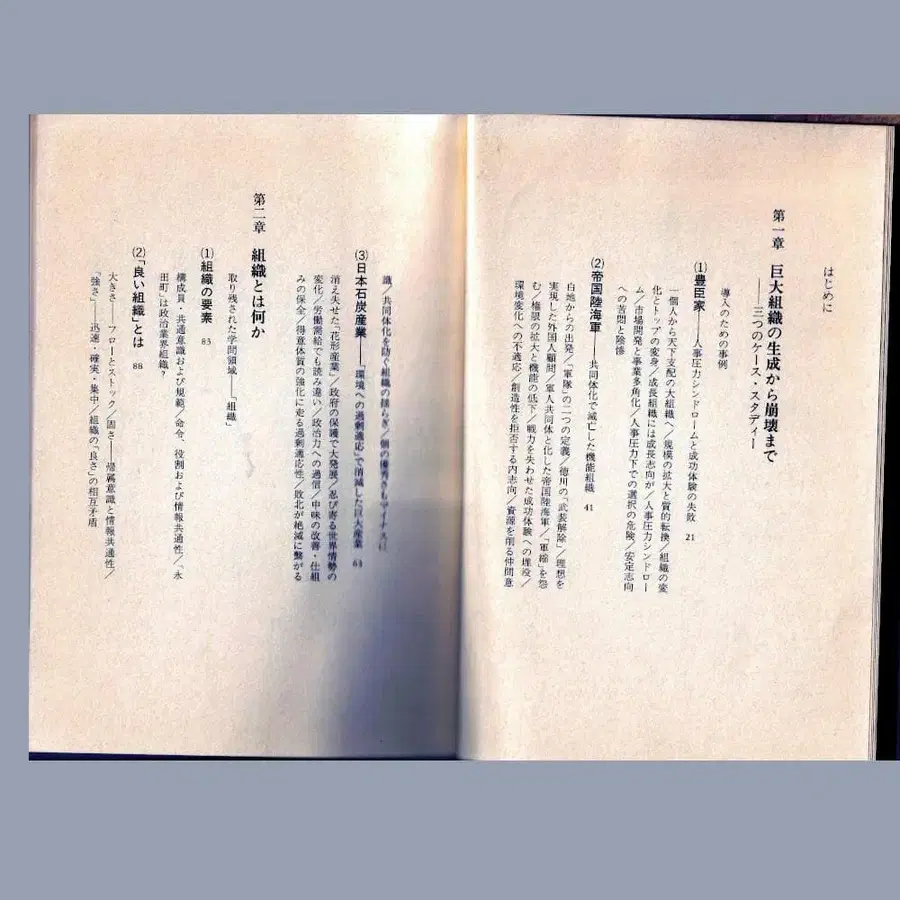 はじめに
第一章 巨大組織の生成から崩壊まで
——三つのケース・スタディー
導入のための事例
(1)豊臣家——人事圧力シンドロームと成功体験の失敗 21
一個人から天下支配の大組織へ/規模の拡大と質的転換/組織の変
化とトップの変身/成長組織には成長志向が/人事圧力シンドロー
ム/市場開発と事業多角化/人事圧力下での選択の危険/安定志向
への苦悶と陰惨
(2)帝国陸海軍——共同体化で滅亡した機能組織 41
白地からの出発/「軍隊」の二つの定義/徳川の「武装解除」/理想を
実現した外国人顧問/軍人共同体と化した帝国陸海軍/「軍縮」を怨
む/権限の拡大と機能の低下/戦力を失わせた成功体験への埋没/
環境変化への不適応/創造性を拒否する内志向/資源を削る仲間意
識/共同体化を防ぐ組織の揺らぎ/個の優秀さもマイナスに
(3)日本石炭産業——「環境への過剰適応」で消滅した巨大産業 63
消え失せた「花形産業」/政府の保護で大発展/忍び寄る世界情勢の
変化/労働需給でも読み違い/政治力への過信/中味の改善・仕組
みの保全/得意体質の強化に走る過剰適応性/敗北が絶滅に繋がる
第二章 組織とは何か
取り残された学問領域——「組織」
(1)組織の要素 83
構成員・共通意識および規範/命令、役割および情報共通性/「永
田町」は政治業界組織?
(2)「良い組織」とは 88
大きさ——フローとストック/固さ——帰属意識と情報共通性/
「強さ」——迅速・確実・集中/組織の「良さ」の相互矛盾